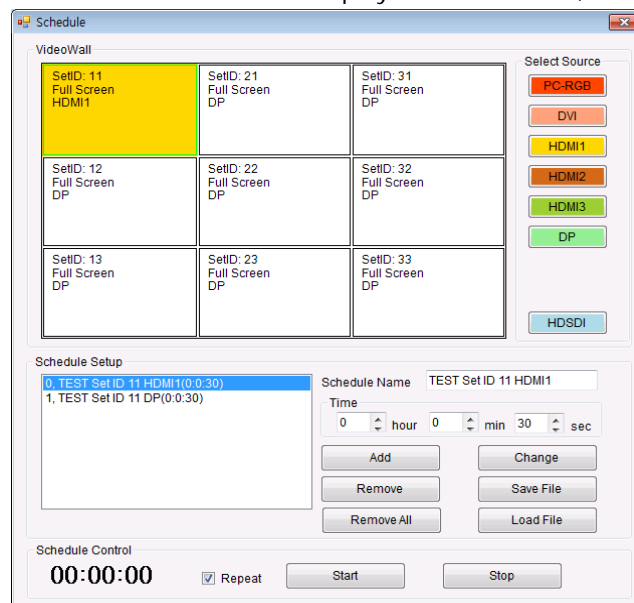 Schedule
VideoWall
SetID: 11
Full Screen
HDMI1
SetID: 21
Full Screen
DP
SetID: 31
Full Screen
DP
SetID: 12
Full Screen
DP
SetID: 22
Full Screen
DP
SetID: 32
Full Screen
DP
SetID: 13
Full Screen
DP
SetID: 23
Full Screen
DP
SetID: 33
Full Screen
DP
Select Source
PC-RGB
DVI
HDMI1
HDMI2
HDMI3
DP
HDSDI
Schedule Setup
0, TEST Set ID 11 HDMI1(0:0:30)
1, TEST Set ID 11 DP(0:0:30)
Schedule Name TEST Set ID 11 HDMI1
Time
0 hour 0 min 30 sec
Add Change
Remove Save File
Remove All Load File
Schedule Control
00:00:00 Repeat Start Stop